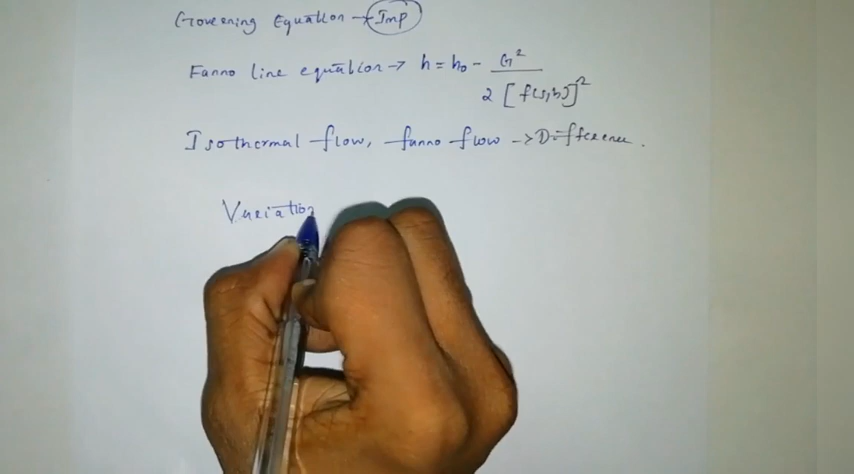 Governing Equation → Imp
Fanno line equation → h = h₀ - G² / 2 [f(s,h)]²
Isothermal flow, fanno flow → Difference.
Variation